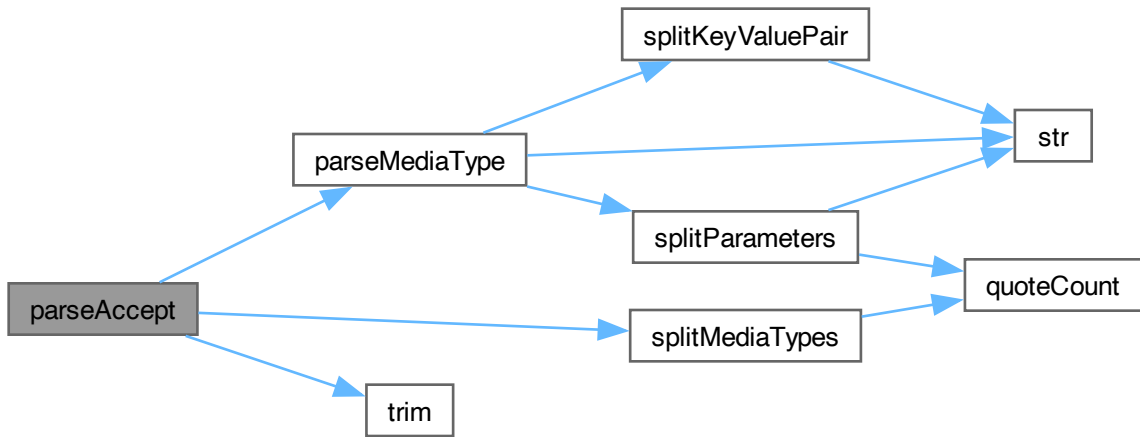 splitKeyValuePair
str
parseMediaType
splitParameters
quoteCount
parseAccept
splitMediaTypes
trim